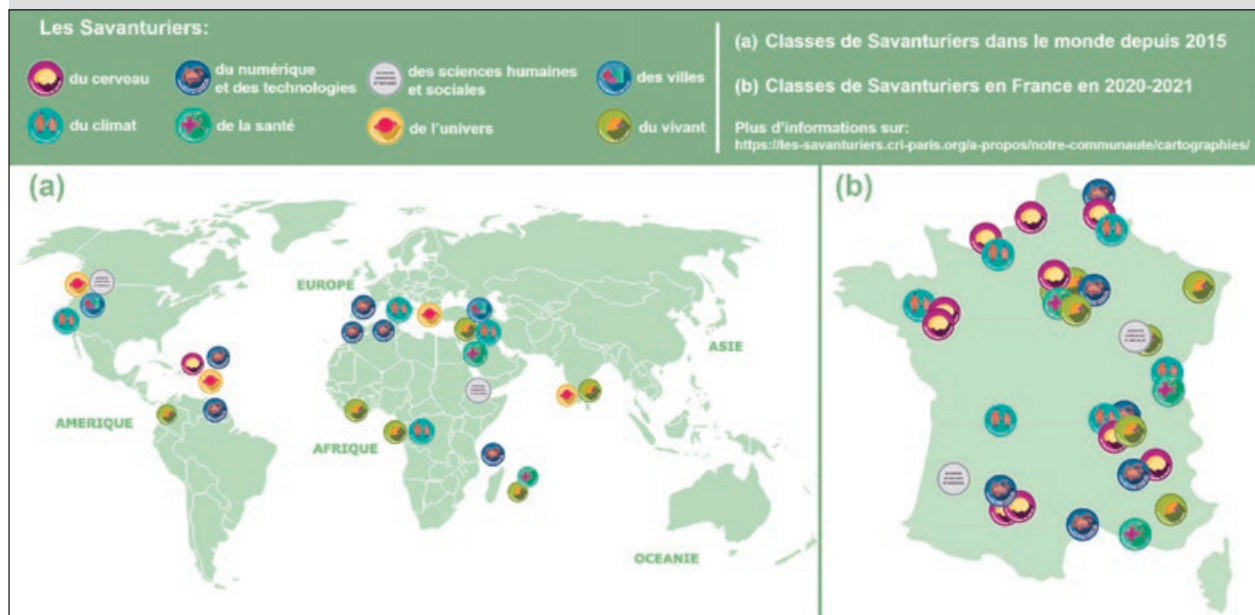 Les Savanturiers:
du cerveau
du numérique
et des technologies
des sciences humaines
et sociales
des villes
du climat
de la santé
de l'univers
du vivant
(a) Classes de Savanturiers dans le monde depuis 2015
(b) Classes de Savanturiers en France en 2020-2021
Plus d'informations sur:
https://les-savanturiers.cri-paris.org/a-propos/notre-communaute/cartographies/
(a)
EUROPE
ASIE
AMERIQUE
AFRIQUE
OCEANIE
(b)